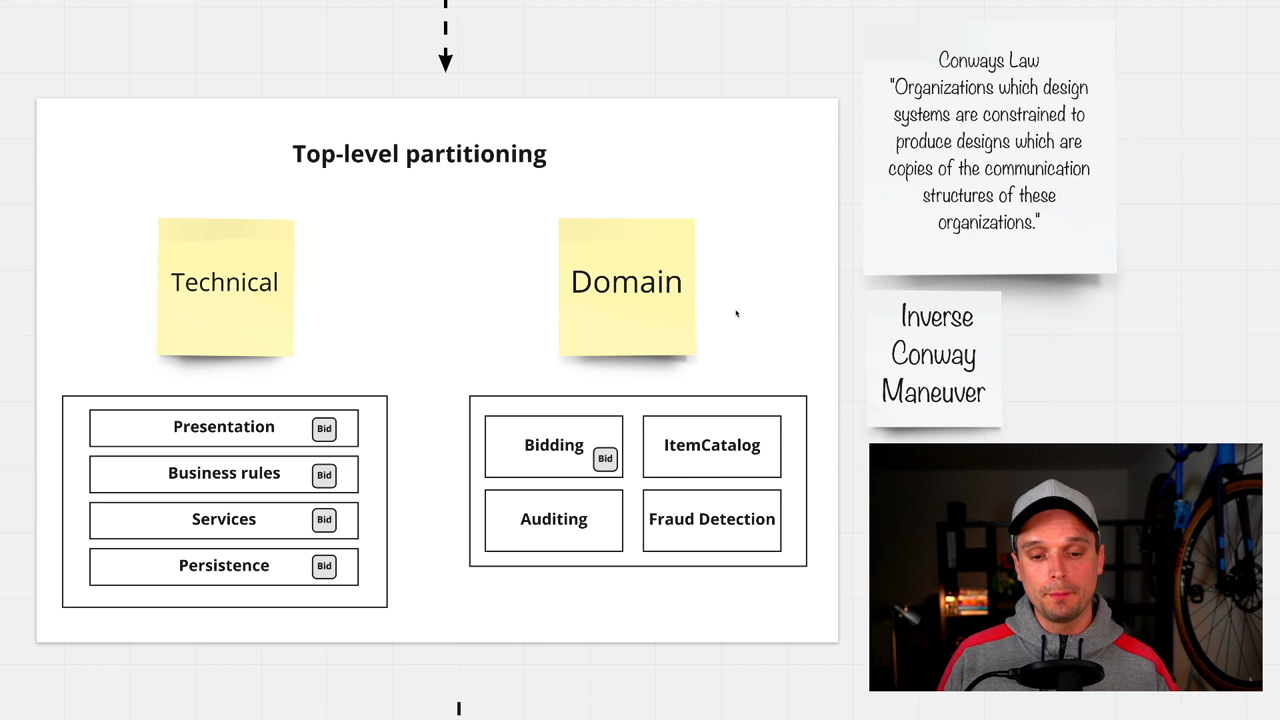 Top-level partitioning
Technical
Domain
Presentation Bid
Business rules Bid
Services Bid
Persistence Bid
Bidding Bid
ItemCatalog
Auditing
Fraud Detection
Conways Law
"Organizations which design
systems are constrained to
produce designs which are
copies of the communication
structures of these
organizations."
Inverse
Conway
Maneuver